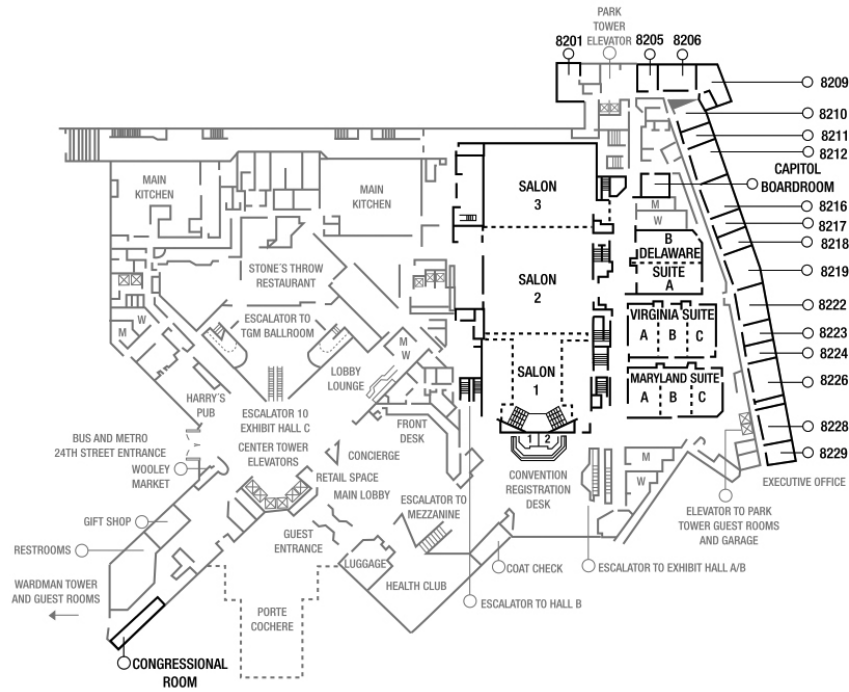 PARK
TOWER
ELEVATOR
8201
8205
8206
8209
8210
8211
8212
CAPITOL
BOARDROOM
8216
8217
8218
8219
8222
8223
8224
8226
8228
8229
EXECUTIVE OFFICE
MAIN
KITCHEN
MAIN
KITCHEN
SALON
3
M
W
B
DELAWARE
SUITE
A
STONE'S THROW
RESTAURANT
SALON
2
ESCALATOR TO
TGM BALLROOM
W
M
M
W
VIRGINIA SUITE
A B C
LOBBY
LOUNGE
SALON
1
MARYLAND SUITE
A B C
HARRY'S
PUB
ESCALATOR 10
EXHIBIT HALL C
FRONT
DESK
1 2
BUS AND METRO
24TH STREET ENTRANCE
CENTER TOWER
ELEVATORS
CONCIERGE
WOOLEY
MARKET
RETAIL SPACE
MAIN LOBBY
CONVENTION
REGISTRATION
DESK
M
W
ESCALATOR TO
MEZZANINE
ELEVATOR TO PARK
TOWER GUEST ROOMS
AND GARAGE
GIFT SHOP
GUEST
ENTRANCE
RESTROOMS
LUGGAGE
COAT CHECK
ESCALATOR TO EXHIBIT HALL A/B
WARDMAN TOWER
AND GUEST ROOMS
HEALTH CLUB
ESCALATOR TO HALL B
PORTE
COCHERE
CONGRESSIONAL
ROOM